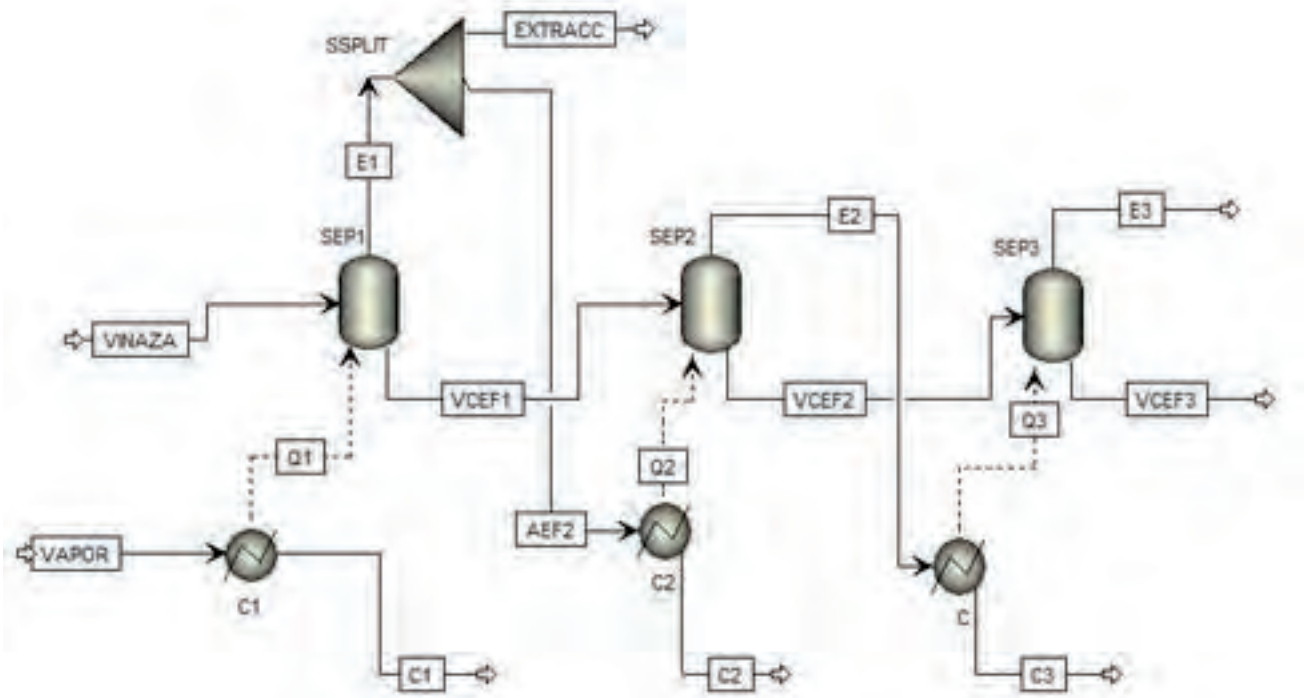 EXTRACC
SSPLIT
E1
SEP1
SEP2
E2
E3
SEP3
VINAZA
VCEF1
VCEF2
VCEF3
Q3
Q1
Q2
AEF2
VAPOR
C2
C1
C
C1
C2
C3